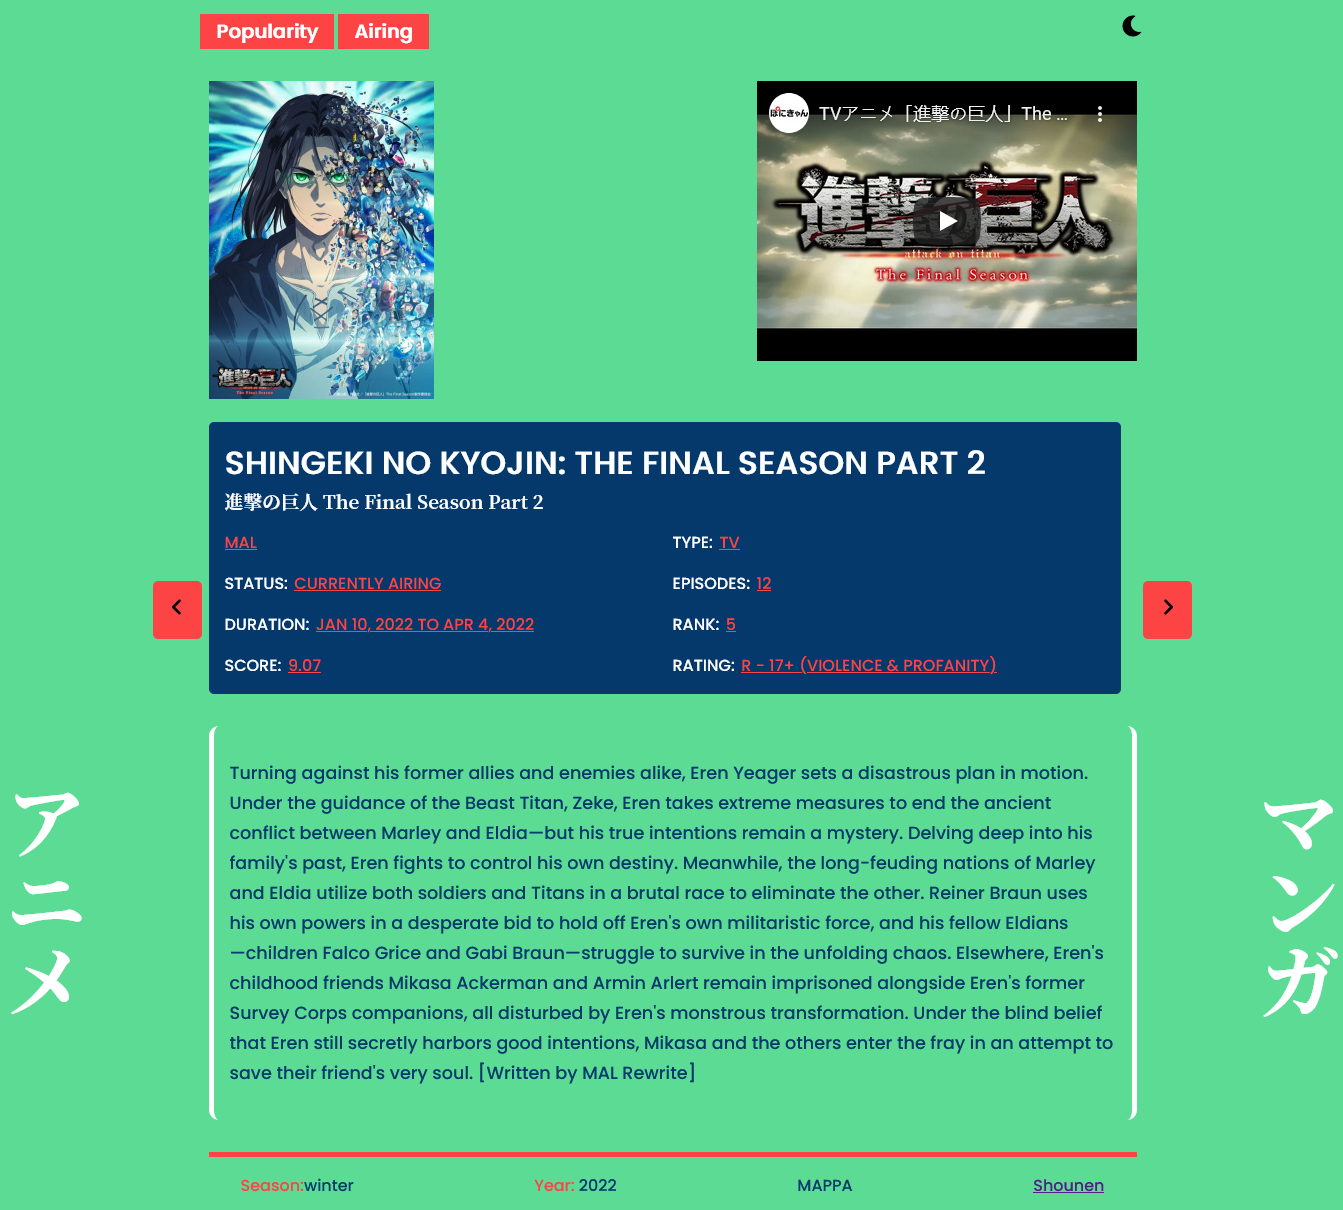 Popularity
Airing
ぽにきゃん
TVアニメ「進撃の巨人」The ...
進撃の巨人
attack on titan
The Final Season
進撃の巨人
The Final Season
SHINGEKI NO KYOJIN: THE FINAL SEASON PART 2
進撃の巨人 The Final Season Part 2
MAL
TYPE: TV
STATUS: CURRENTLY AIRING
EPISODES: 12
DURATION: JAN 10, 2022 TO APR 4, 2022
RANK: 5
SCORE: 9.07
RATING: R - 17+ (VIOLENCE & PROFANITY)
アニメ
Turning against his former allies and enemies alike, Eren Yeager sets a disastrous plan in motion.
Under the guidance of the Beast Titan, Zeke, Eren takes extreme measures to end the ancient
conflict between Marley and Eldia—but his true intentions remain a mystery. Delving deep into his
family's past, Eren fights to control his own destiny. Meanwhile, the long-feuding nations of Marley
and Eldia utilize both soldiers and Titans in a brutal race to eliminate the other. Reiner Braun uses
his own powers in a desperate bid to hold off Eren's own militaristic force, and his fellow Eldians
—children Falco Grice and Gabi Braun—struggle to survive in the unfolding chaos. Elsewhere, Eren's
childhood friends Mikasa Ackerman and Armin Arlert remain imprisoned alongside Eren's former
Survey Corps companions, all disturbed by Eren's monstrous transformation. Under the blind belief
that Eren still secretly harbors good intentions, Mikasa and the others enter the fray in an attempt to
save their friend's very soul. [Written by MAL Rewrite]
マンガ
Season:winter
Year: 2022
MAPPA
Shounen